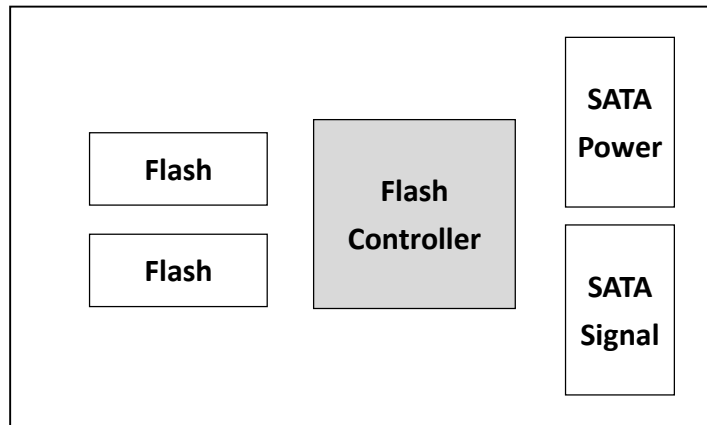 Flash
Flash
Flash
Controller
SATA
Power
SATA
Signal